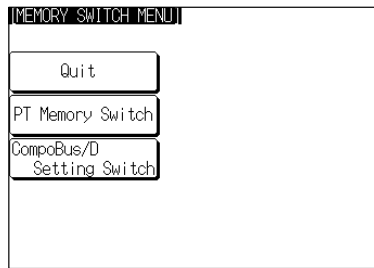 [MEMORY SWITCH MENU]
Quit
PT Memory Switch
CompoBus/D
Setting Switch